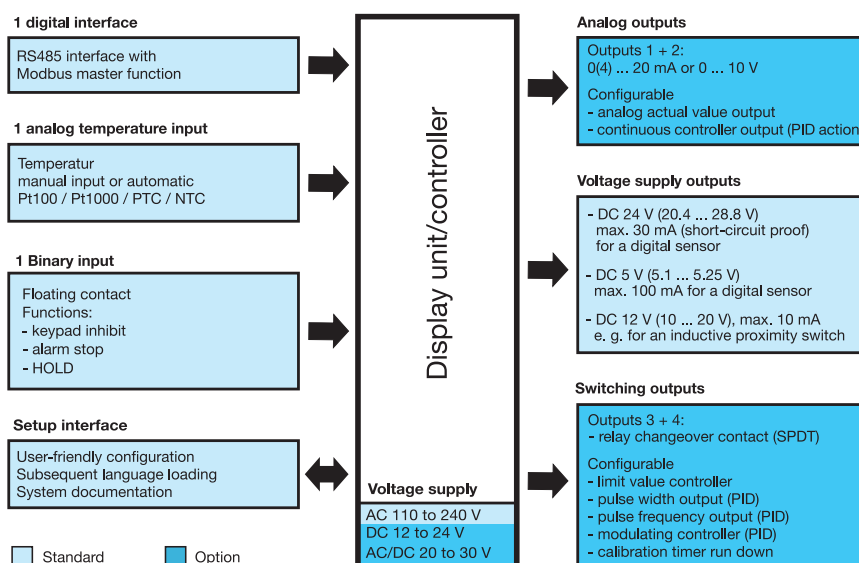 1 digital interface
RS485 interface with
Modbus master function
1 analog temperature input
Temperatur
manual input or automatic
Pt100 / Pt1000 / PTC / NTC
1 Binary input
Floating contact
Functions:
- keypad inhibit
- alarm stop
- HOLD
Setup interface
User-friendly configuration
Subsequent language loading
System documentation
Standard
Option
Display unit/controller
Voltage supply
AC 110 to 240 V
DC 12 to 24 V
AC/DC 20 to 30 V
Analog outputs
Outputs 1 + 2:
0(4) ... 20 mA or 0 ... 10 V
Configurable
- analog actual value output
- continuous controller output (PID action
Voltage supply outputs
- DC 24 V (20.4 ... 28.8 V)
max. 30 mA (short-circuit proof)
for a digital sensor
- DC 5 V (5.1 ... 5.25 V)
max. 100 mA for a digital sensor
- DC 12 V (10 ... 20 V), max. 10 mA
e. g. for an inductive proximity switch
Switching outputs
Outputs 3 + 4:
- relay changeover contact (SPDT)
Configurable
- limit value controller
- pulse width output (PID)
- pulse frequency output (PID)
- modulating controller (PID)
- calibration timer run down